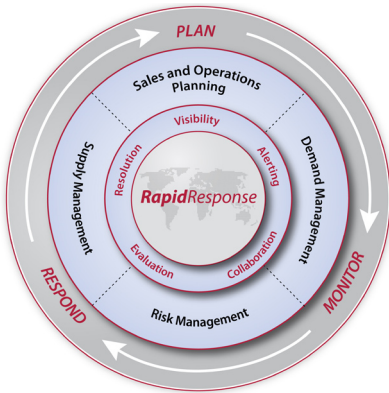 PLAN
Sales and Operations
Planning
Visibility
Resolution
Alerting
Supply Management
Demand Management
RapidResponse
Evaluation
Collaboration
Risk Management
RESPOND
MONITOR